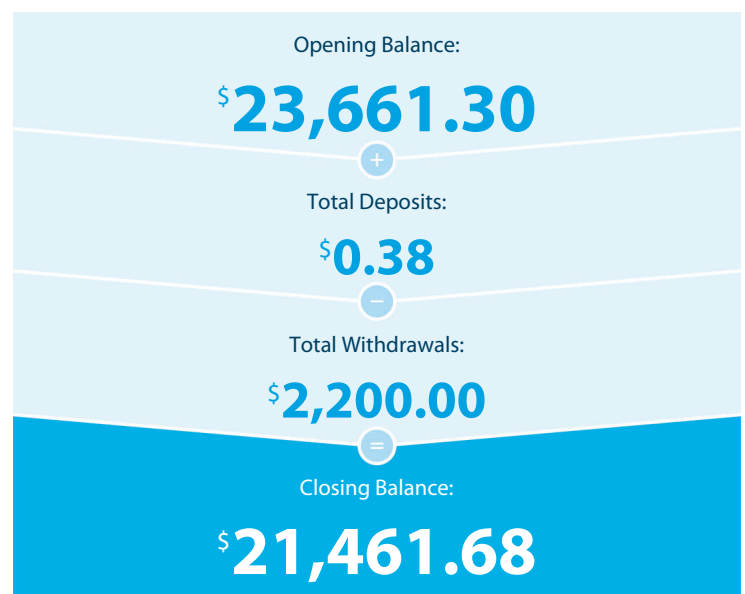 Opening Balance:
$23,661.30
+
Total Deposits:
$0.38
−
Total Withdrawals:
$2,200.00
=
Closing Balance:
$21,461.68